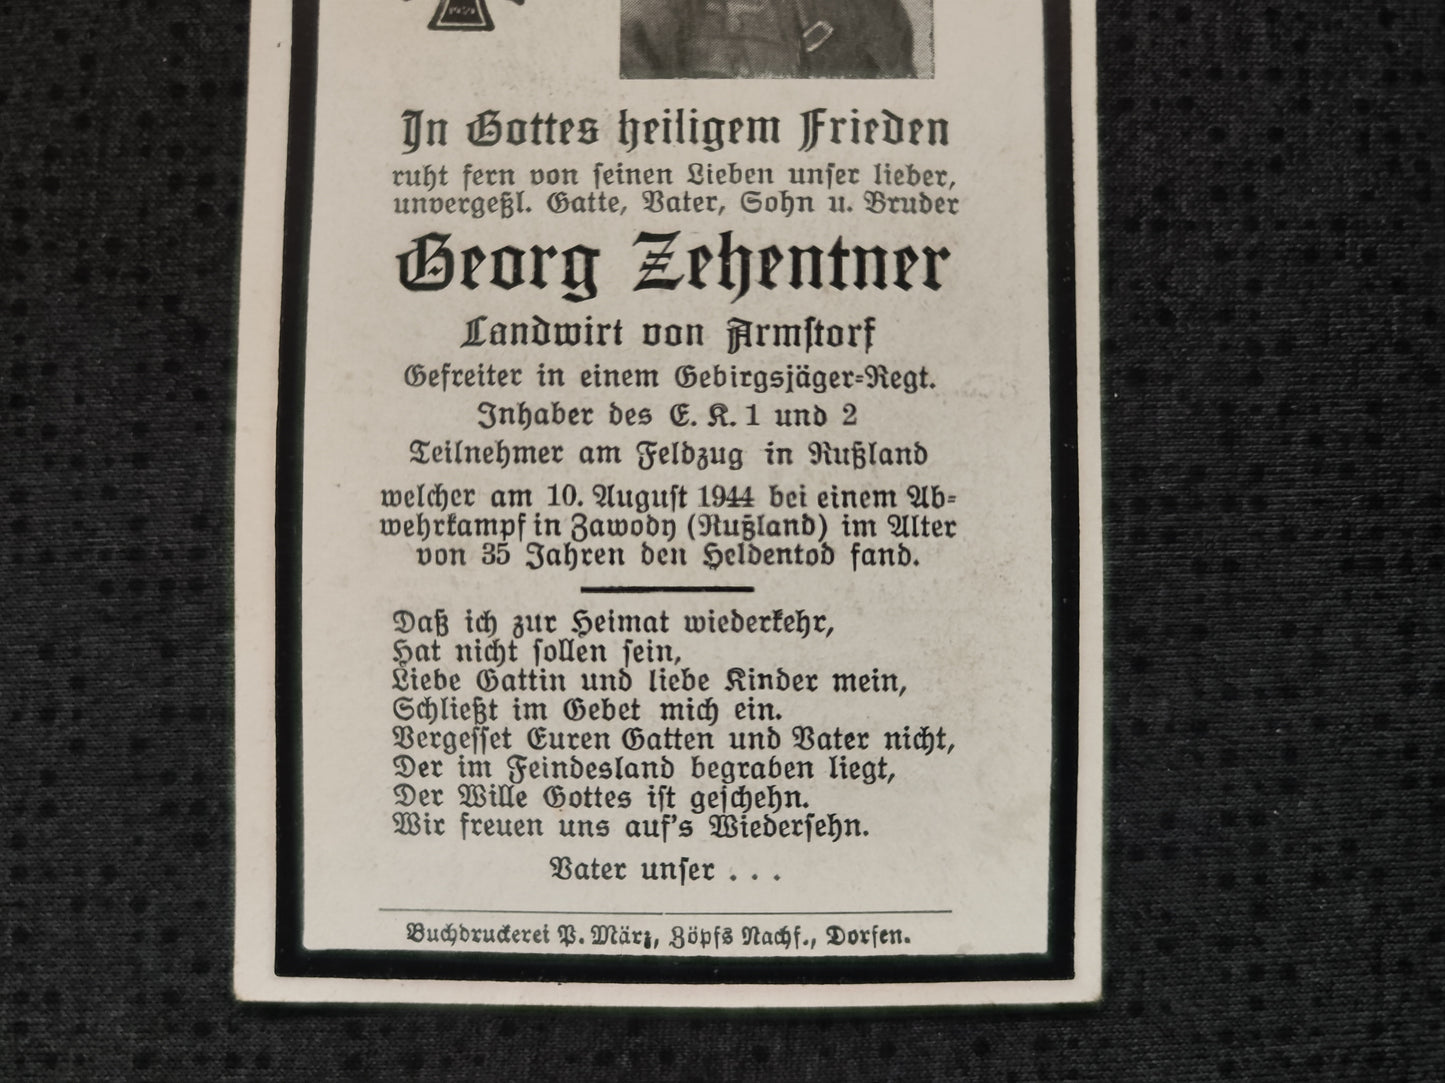 1939
In Gottes heiligem Frieden
ruht fern von seinen Lieben unser lieber,
unvergeßl. Gatte, Vater, Sohn u. Bruder
Georg Zehentner
Landwirt von Armstorf
Gefreiter in einem Gebirgsjäger=Regt.
Inhaber des E. K. 1 und 2
Teilnehmer am Feldzug in Rußland
welcher am 10. August 1944 bei einem Ab=
wehrkampf in Zawody (Rußland) im Alter
von 35 Jahren den Heldentod fand.
Daß ich zur Heimat wiederkehr,
Hat nicht sollen sein,
Liebe Gattin und liebe Kinder mein,
Schließt im Gebet mich ein.
Vergesset Euren Gatten und Vater nicht,
Der im Feindesland begraben liegt,
Der Wille Gottes ist geschehn.
Wir freuen uns auf's Wiedersehn.
Vater unser . . .
Buchdruckerei P. März, Zöpfs Nachf., Dorfen.